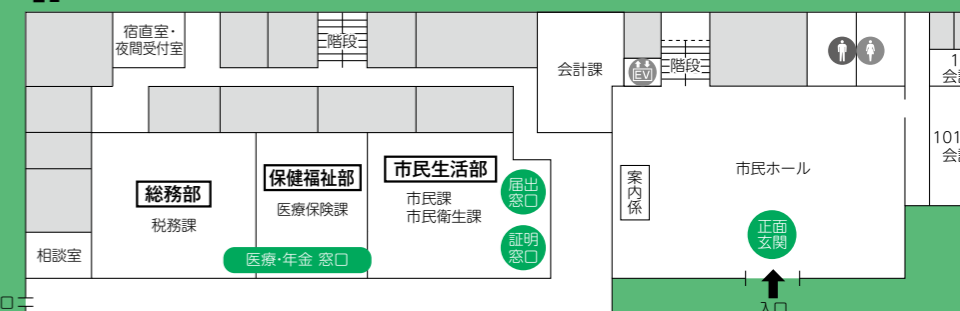 宿直室・
夜間受付室
階段
会計課
EV
階段
1
会
101
会
総務部
税務課
相談室
保健福祉部
医療保険課
医療・年金 窓口
市民生活部
市民課
市民衛生課
届出
窓口
証明
窓口
案内係
市民ホール
正面
玄関
入口
口